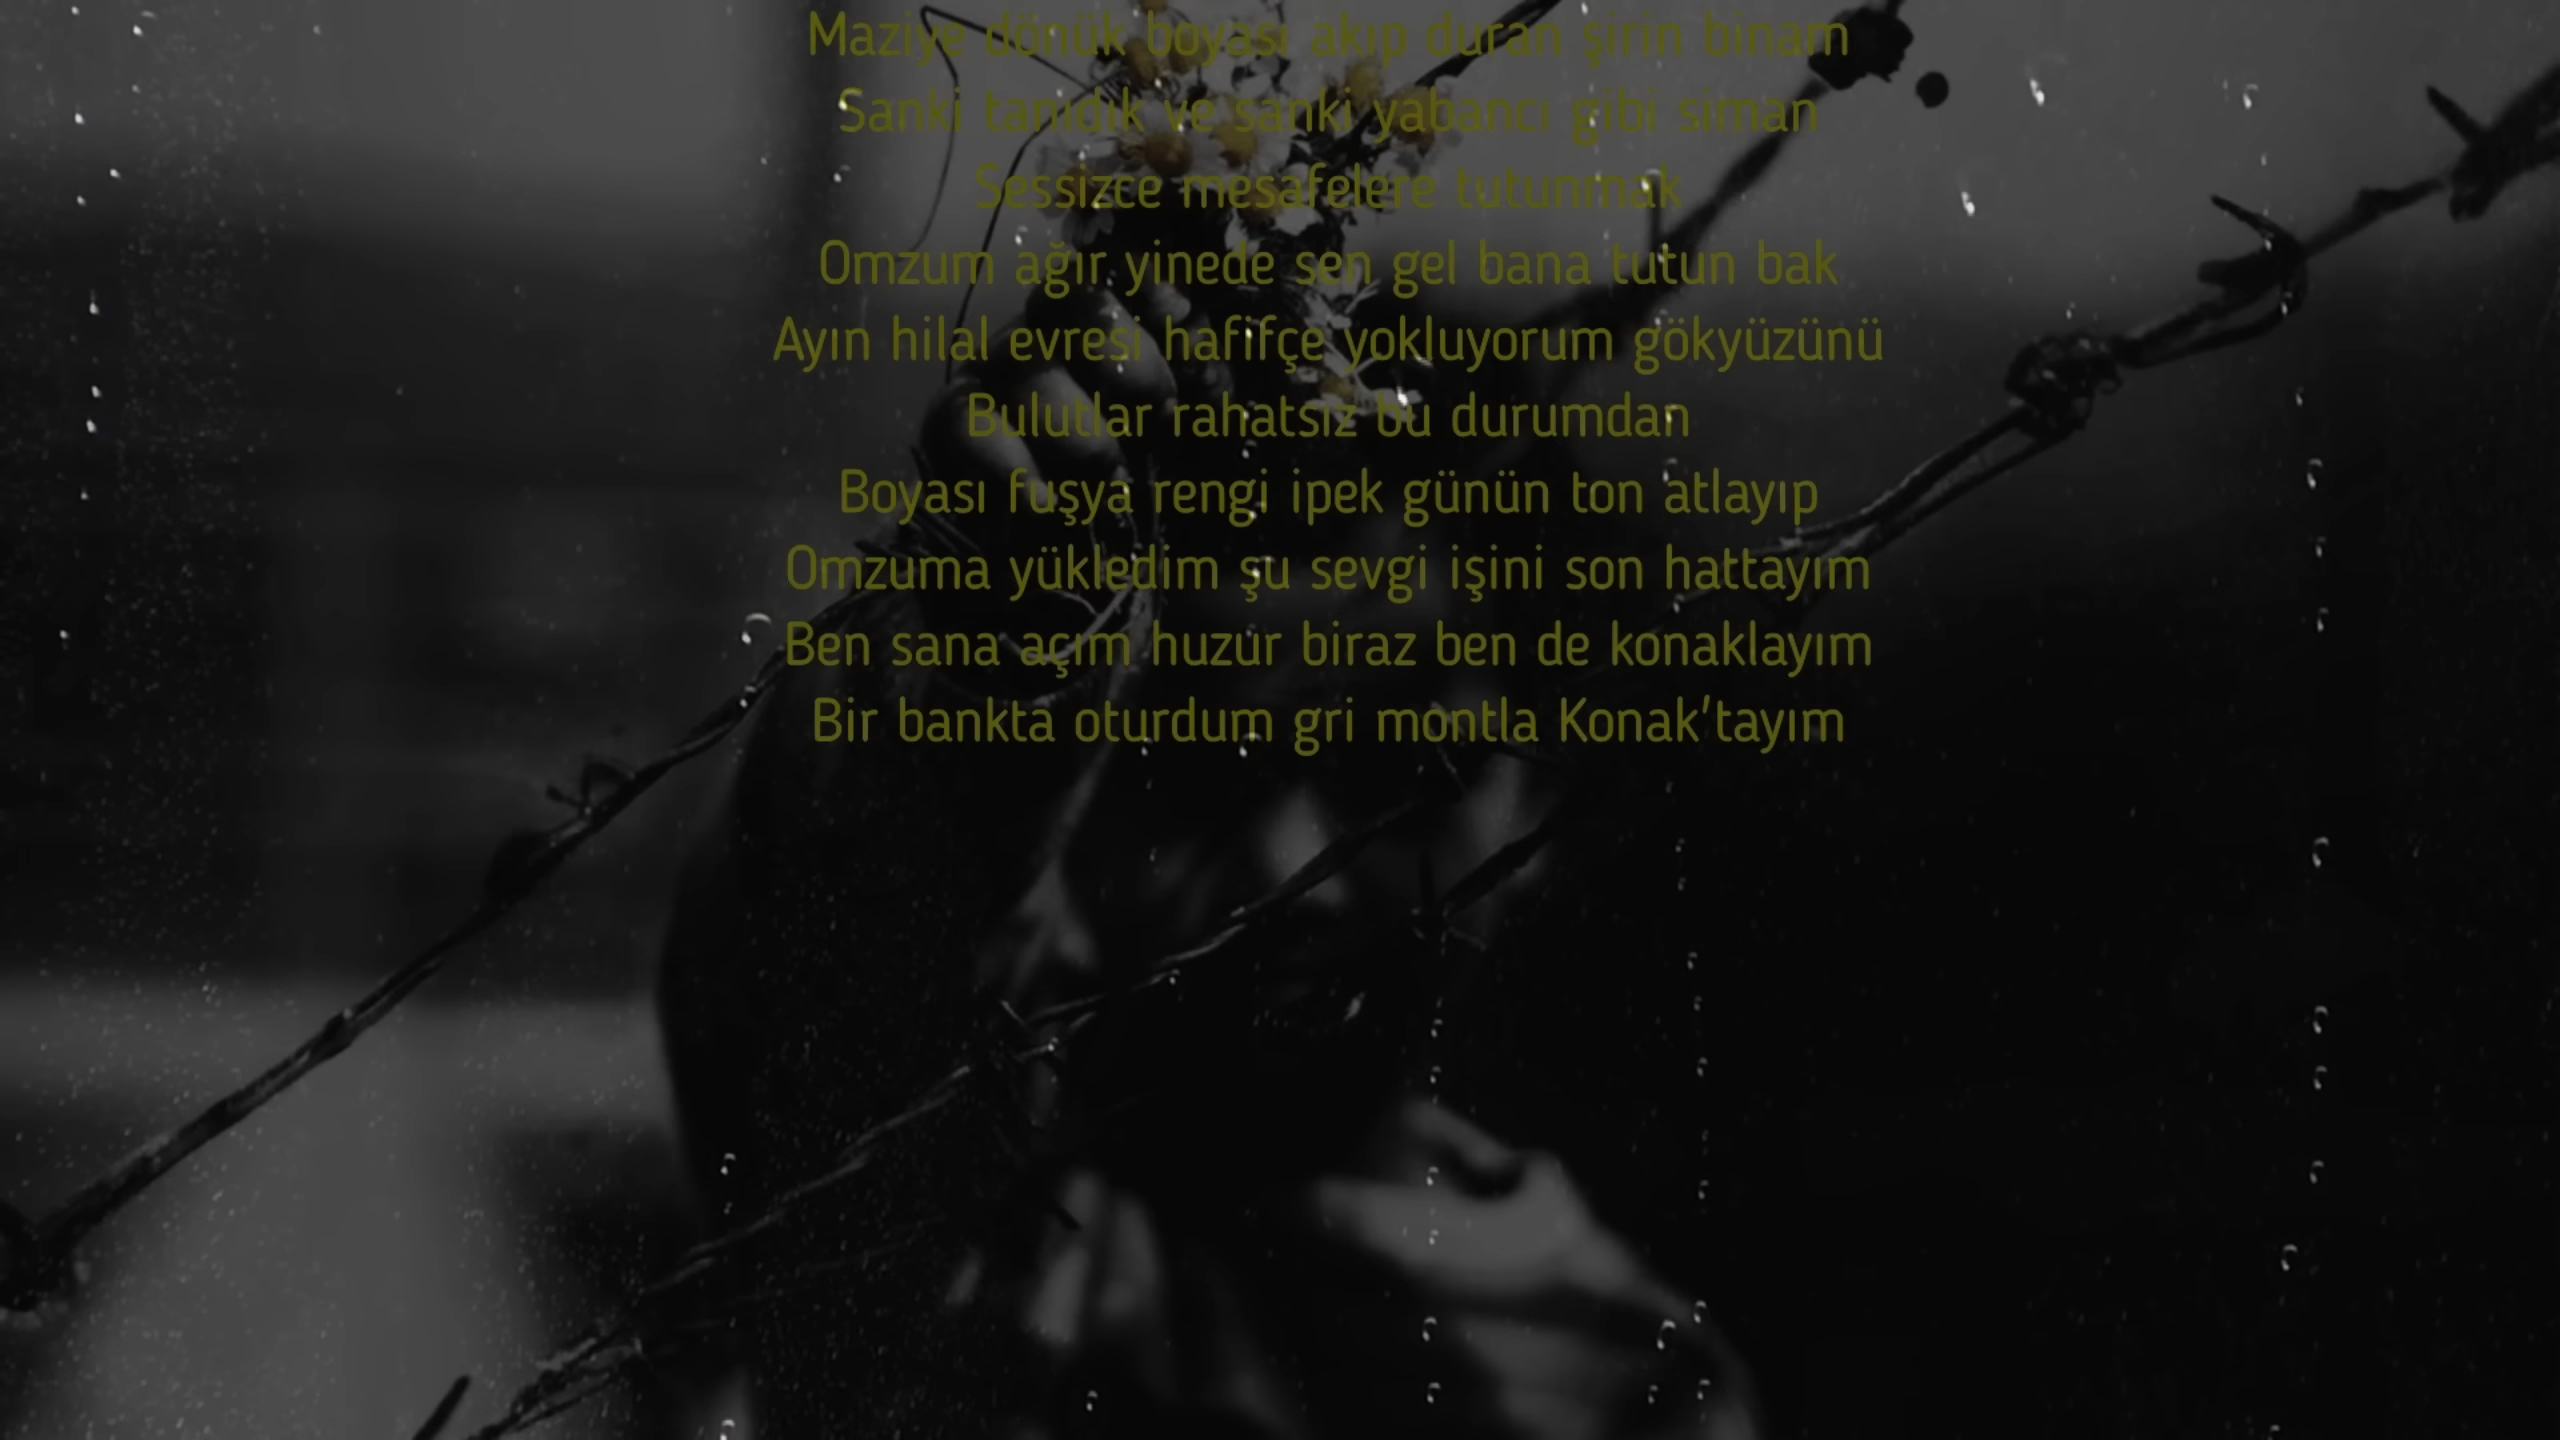 Maziye dönük boyası akıp duran şirin binam
Sanki tanıdık ve sanki yabancı gibi siman
Sessizce mesafelere tutunmak
Omzum ağır yinede sen gel bana tutun bak
Ayın hilal evresi hafifçe yokluyorum gökyüzünü
Bulutlar rahatsız bu durumdan
Boyası fuşya rengi ipek günün ton atlayıp
Omzuma yükledim şu sevgi işini son hattayım
Ben sana açım huzur biraz ben de konaklayım
Bir bankta oturdum gri montla Konak'tayım